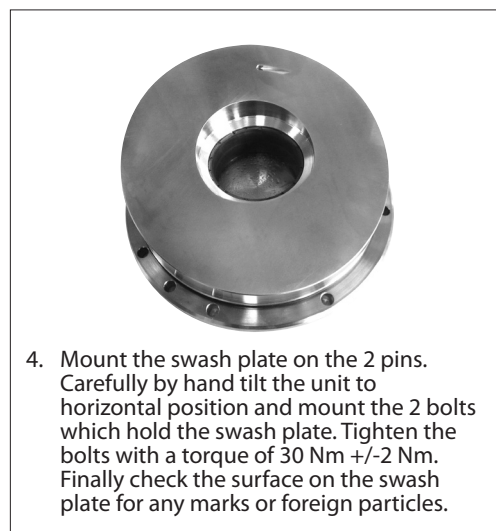 4. Mount the swash plate on the 2 pins.
Carefully by hand tilt the unit to
horizontal position and mount the 2 bolts
which hold the swash plate. Tighten the
bolts with a torque of 30 Nm +/-2 Nm.
Finally check the surface on the swash
plate for any marks or foreign particles.